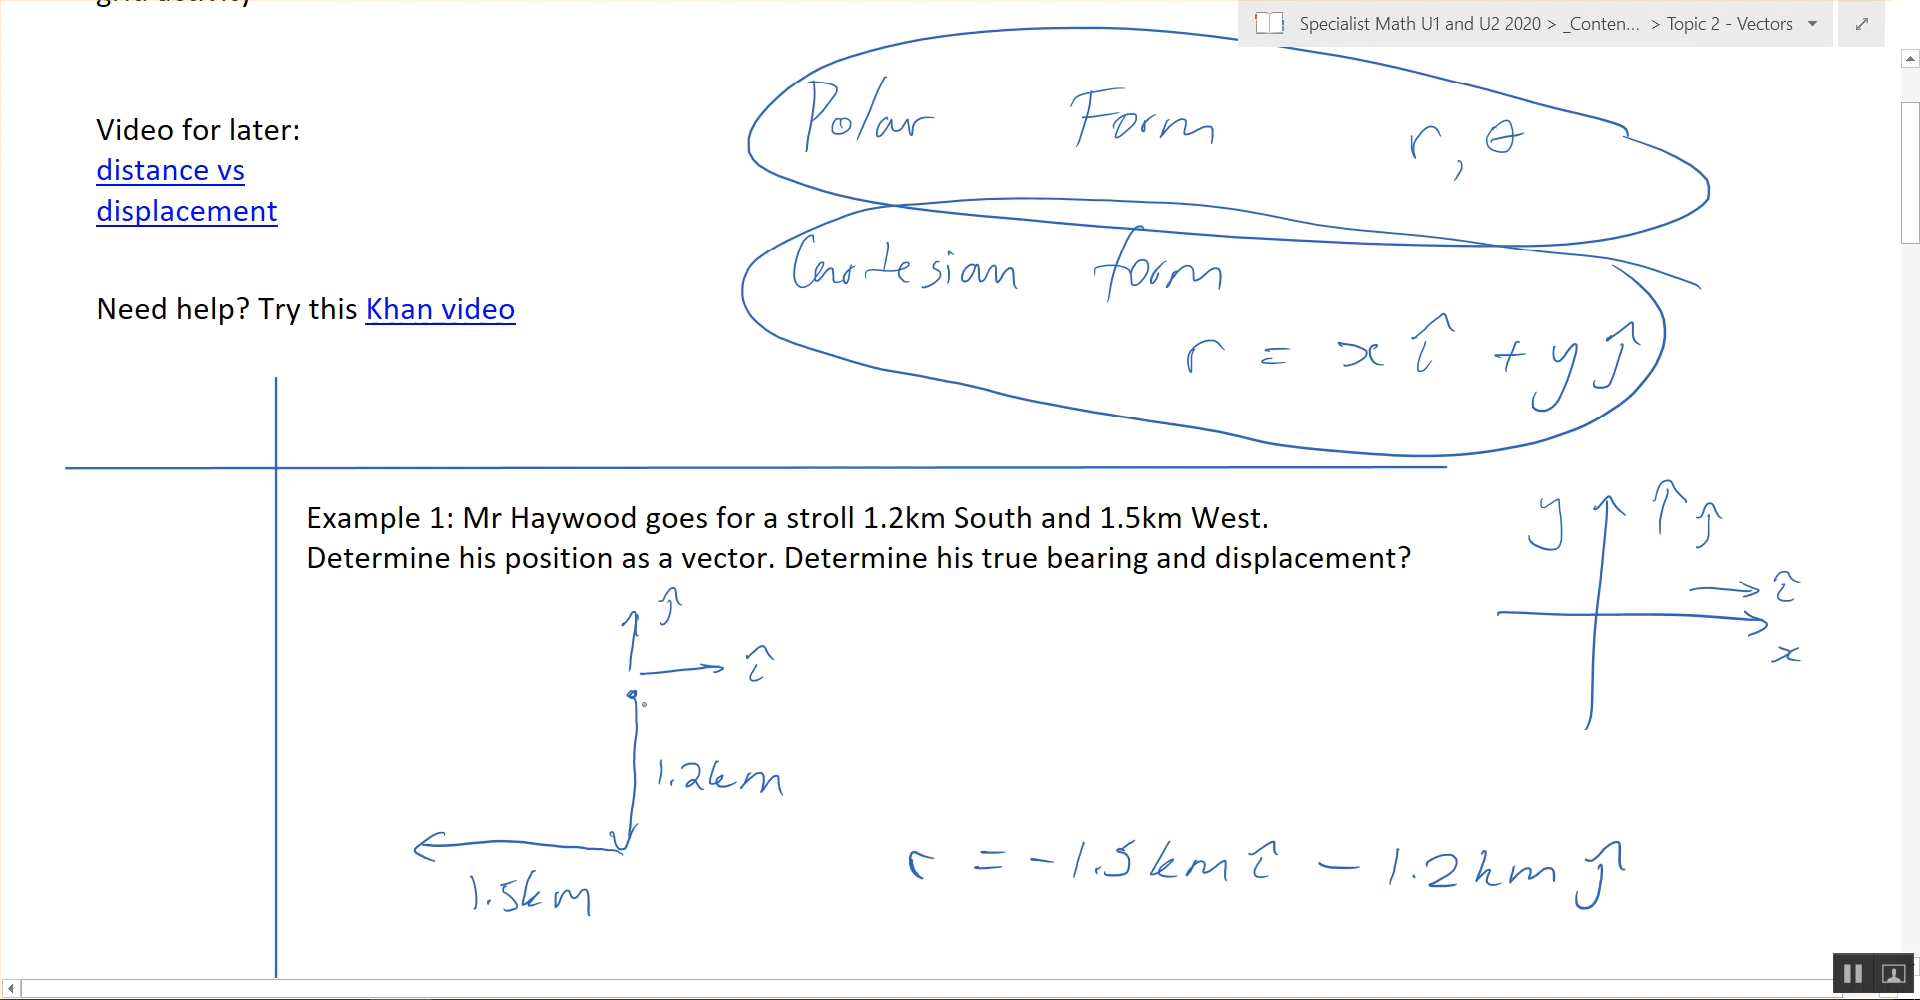 Specialist Math U1 and U2 2020 > _Conten... > Topic 2 - Vectors
Polar Form r, θ
Video for later:
distance vs
displacement
Cartesian form
Need help? Try this Khan video
r = x î + y ĵ
Example 1: Mr Haywood goes for a stroll 1.2km South and 1.5km West.
Determine his position as a vector. Determine his true bearing and displacement?
y ĵ
î
x
ĵ
î
1.2km
1.5km
r = -1.5km î - 1.2km ĵ